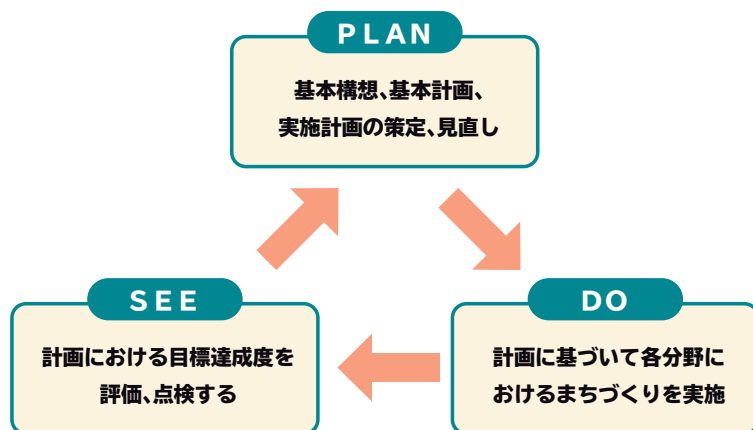 PLAN
基本構想、基本計画、
実施計画の策定、見直し
SEE
計画における目標達成度を
評価、点検する
DO
計画に基づいて各分野に
おけるまちづくりを実施